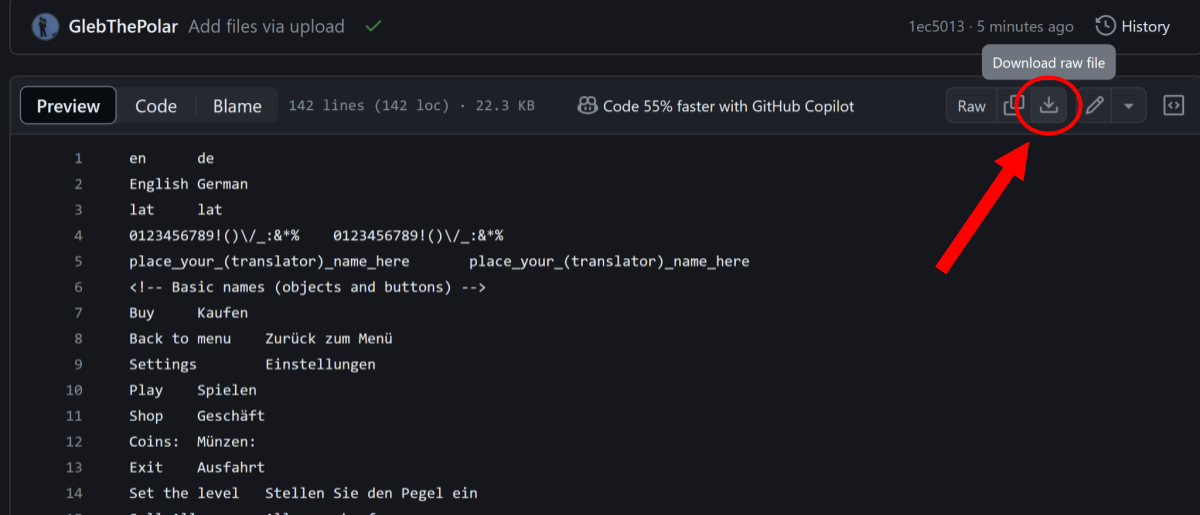 GlebThePolar Add files via upload
1ec5013 · 5 minutes ago History
Download raw file
Preview Code Blame 142 lines (142 loc) · 22.3 KB Code 55% faster with GitHub Copilot Raw
1 en de
2 English German
3 lat lat
4 0123456789!()\/_:&*% 0123456789!()\/_:&*%
5 place_your_(translator)_name_here place_your_(translator)_name_here
6 <!-- Basic names (objects and buttons) -->
7 Buy Kaufen
8 Back to menu Zurück zum Menü
9 Settings Einstellungen
10 Play Spielen
11 Shop Geschäft
12 Coins: Münzen:
13 Exit Ausfahrt
14 Set the level Stellen Sie den Pegel ein